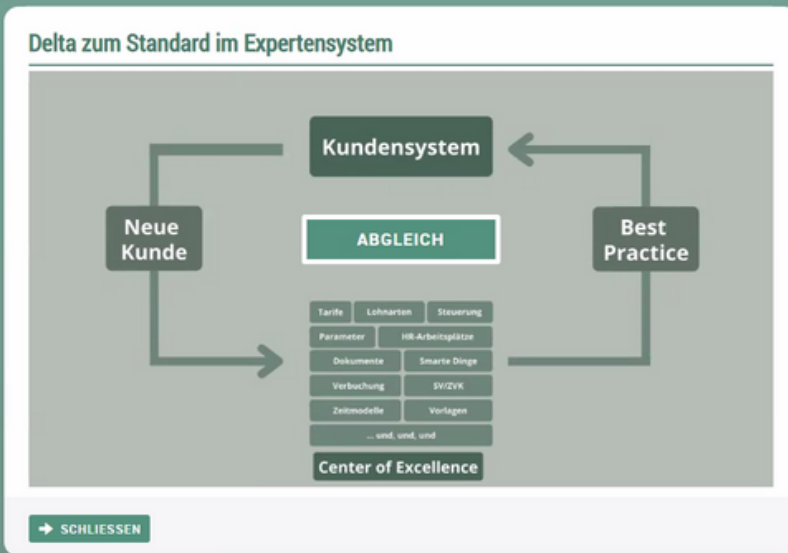 Delta zum Standard im Expertensystem
Kundensystem
Neue
Kunde
ABGLEICH
Best
Practice
Tarife Lohnarten Steuerung
Parameter HR-Arbeitsplätze
Dokumente Smarte Dinge
Verbuchung SV/ZVK
Zeitmodelle Vorlagen
... und, und, und
Center of Excellence
SCHLIESSEN